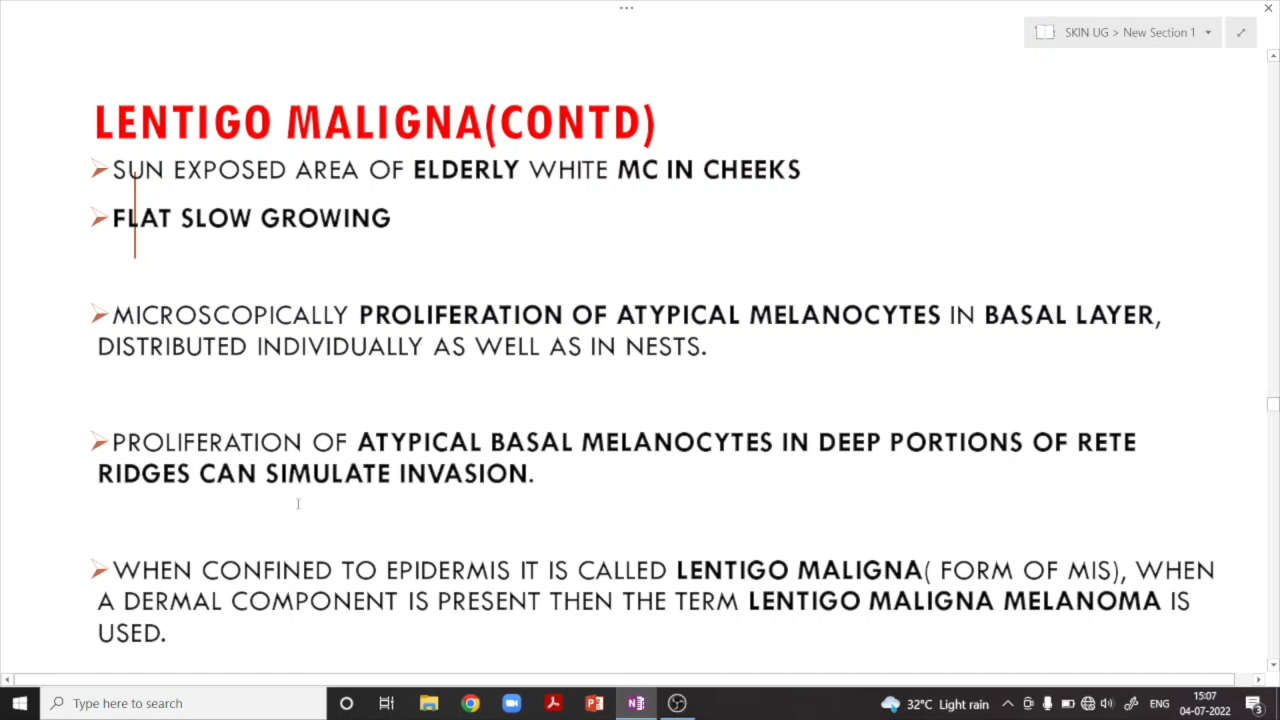 SKIN UG > New Section 1
LENTIGO MALIGNA(CONTD)
SUN EXPOSED AREA OF ELDERLY WHITE MC IN CHEEKS
FLAT SLOW GROWING
MICROSCOPICALLY PROLIFERATION OF ATYPICAL MELANOCYTES IN BASAL LAYER,
DISTRIBUTED INDIVIDUALLY AS WELL AS IN NESTS.
PROLIFERATION OF ATYPICAL BASAL MELANOCYTES IN DEEP PORTIONS OF RETE
RIDGES CAN SIMULATE INVASION.
WHEN CONFINED TO EPIDERMIS IT IS CALLED LENTIGO MALIGNA( FORM OF MIS), WHEN
A DERMAL COMPONENT IS PRESENT THEN THE TERM LENTIGO MALIGNA MELANOMA IS
USED.
Type here to search
32°C Light rain
ENG
15:07
04-07-2022
3